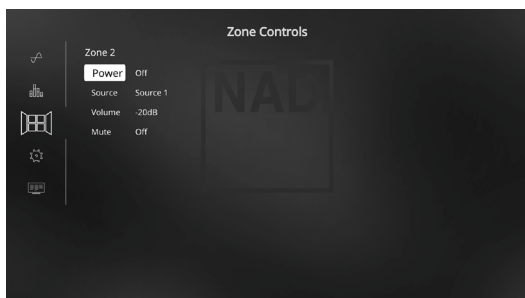 Zone Controls
Zone 2
Power Off
Source Source 1
Volume -20dB
Mute Off
NAD